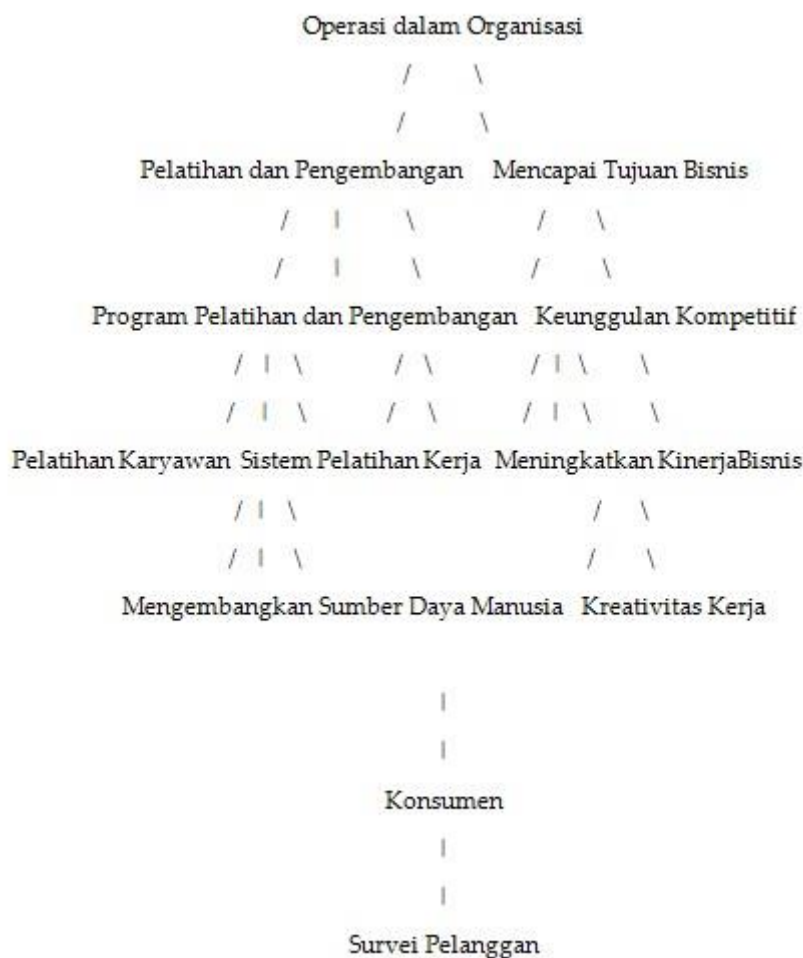 Operasi dalam Organisasi
/ \
/ \
Pelatihan dan Pengembangan Mencapai Tujuan Bisnis
/ | \ / \
/ | \ / \
Program Pelatihan dan Pengembangan Keunggulan Kompetitif
/ | \ / \ / | \ \
/ | \ / \ / | \ \
Pelatihan Karyawan Sistem Pelatihan Kerja Meningkatkan KinerjaBisnis
/ | \ / \
/ | \ / \
Mengembangkan Sumber Daya Manusia Kreativitas Kerja
|
|
Konsumen
|
|
Survei Pelanggan